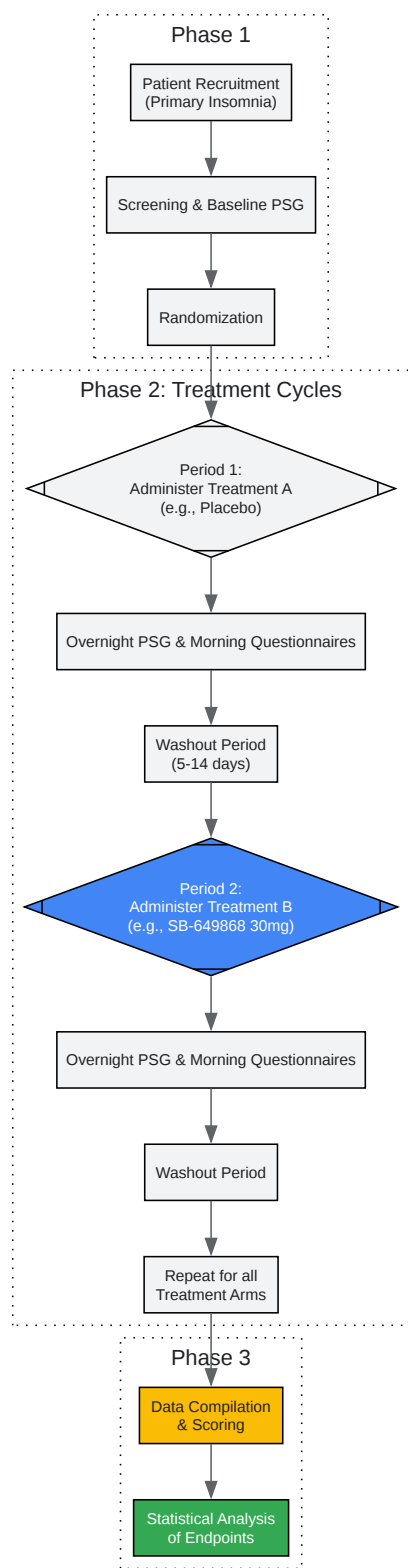 Phase 1
Patient Recruitment
(Primary Insomnia)
Screening & Baseline PSG
Randomization
Phase 2: Treatment Cycles
Period 1:
Administer Treatment A
(e.g., Placebo)
Overnight PSG & Morning Questionnaires
Washout Period
(5-14 days)
Period 2:
Administer Treatment B
(e.g., SB-649868 30mg)
Overnight PSG & Morning Questionnaires
Washout Period
Repeat for all
Treatment Arms
Phase 3
Data Compilation
& Scoring
Statistical Analysis
of Endpoints